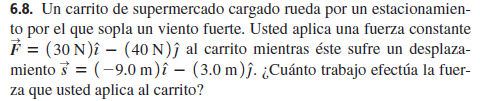 6.8. Un carrito de supermercado cargado rueda por un estacionamien-
to por el que sopla un viento fuerte. Usted aplica una fuerza constante
F⃗ = (30 N)î − (40 N)ĵ al carrito mientras éste sufre un desplaza-
miento s⃗ = (−9.0 m)î − (3.0 m)ĵ. ¿Cuánto trabajo efectúa la fuer-
za que usted aplica al carrito?